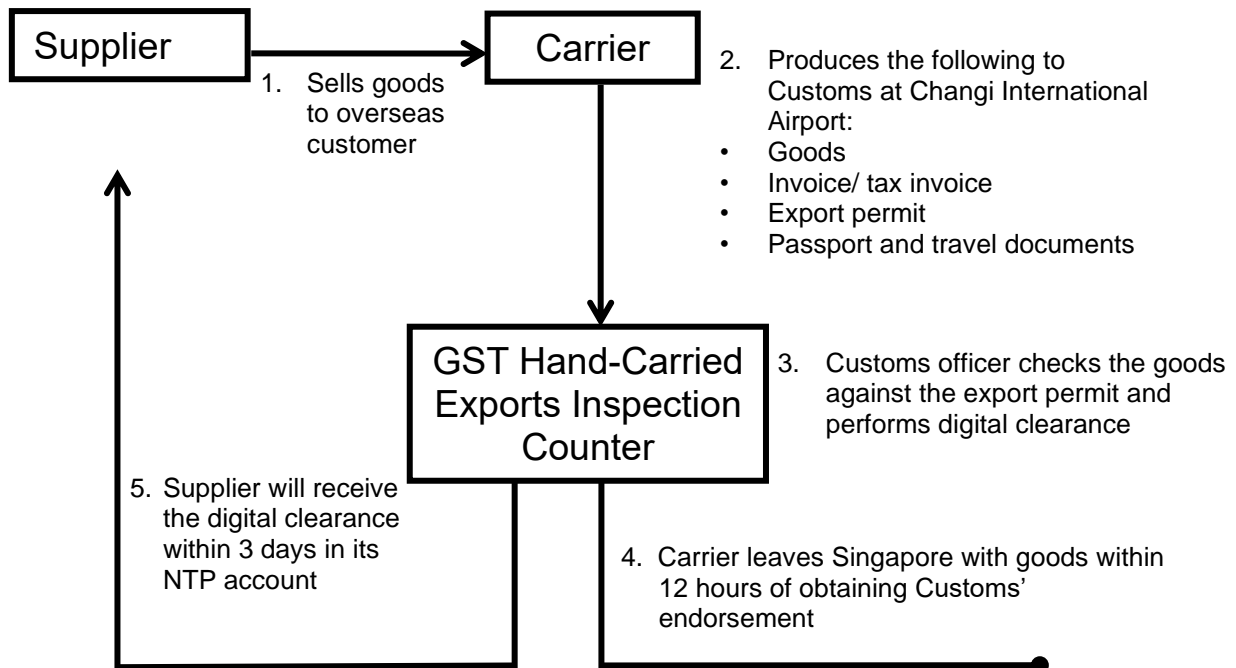 Supplier
Carrier
1. Sells goods
to overseas
customer
2. Produces the following to
Customs at Changi International
Airport:
• Goods
• Invoice/ tax invoice
• Export permit
• Passport and travel documents
GST Hand-Carried
Exports Inspection
Counter
3. Customs officer checks the goods
against the export permit and
performs digital clearance
4. Carrier leaves Singapore with goods within
12 hours of obtaining Customs’
endorsement
5. Supplier will receive
the digital clearance
within 3 days in its
NTP account